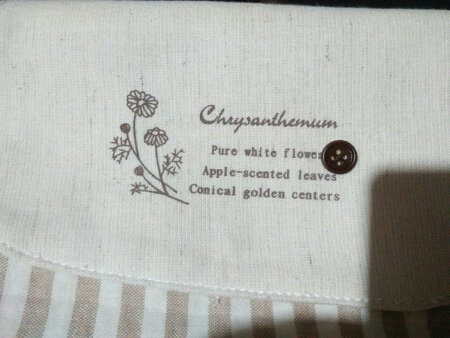 Chrysanthemum
Pure white flowe
Apple-scented leaves
Conical golden centers